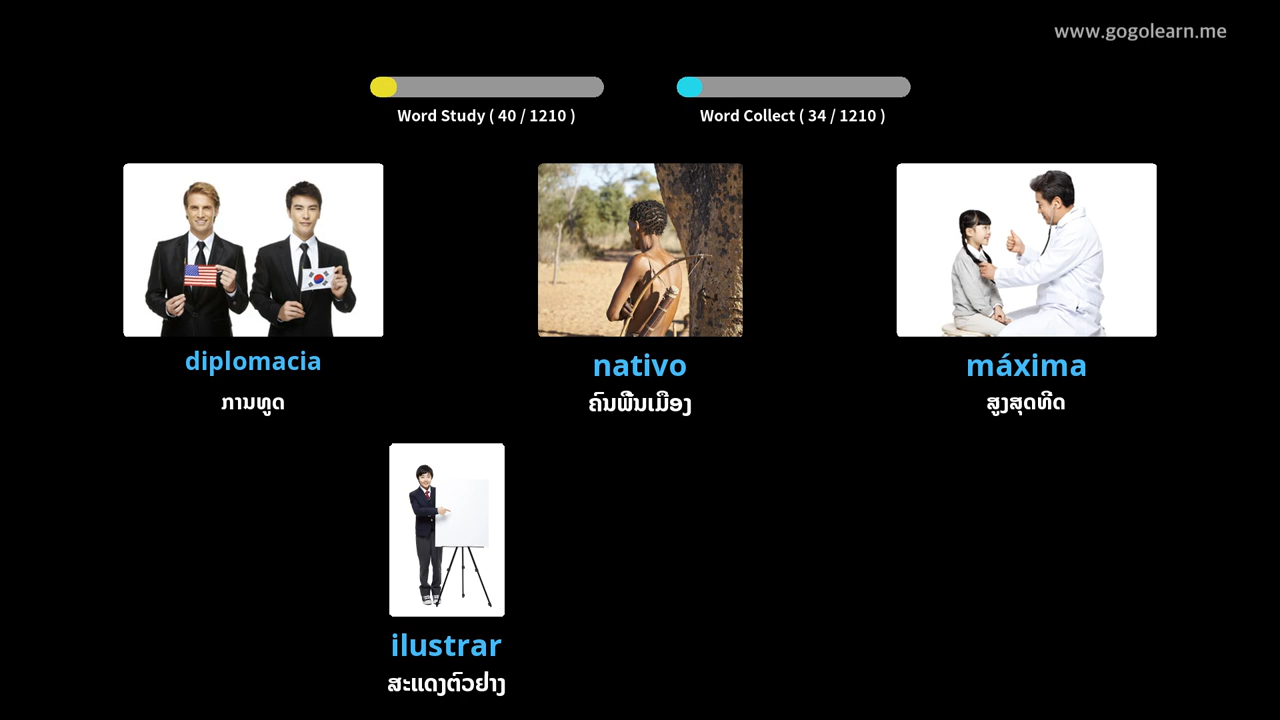 www.gogolearn.me
Word Study ( 40 / 1210 )
Word Collect ( 34 / 1210 )
diplomacia
nativo
máxima
ການທູດ
ຄົນພື້ນເມືອງ
ສູງສຸດທີດ
ilustrar
ສະແດງຕົວຢ່າງ